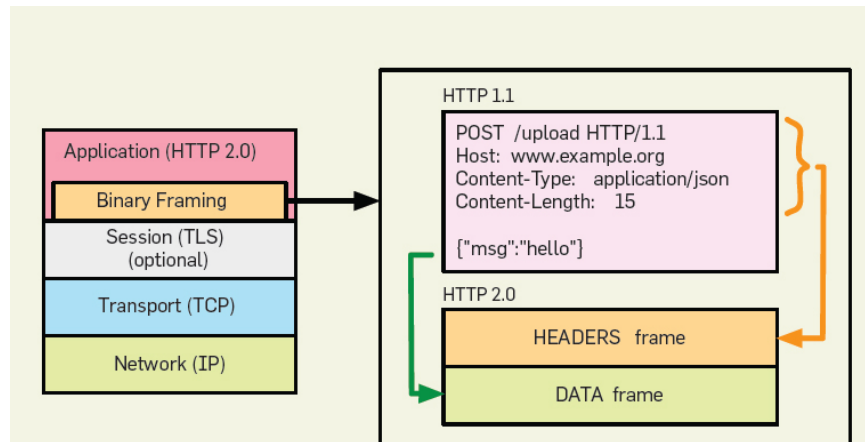 Application (HTTP 2.0)
Binary Framing
Session (TLS)
(optional)
Transport (TCP)
Network (IP)
HTTP 1.1
POST /upload HTTP/1.1
Host: www.example.org
Content-Type: application/json
Content-Length: 15
{"msg":"hello"}
HTTP 2.0
HEADERS frame
DATA frame